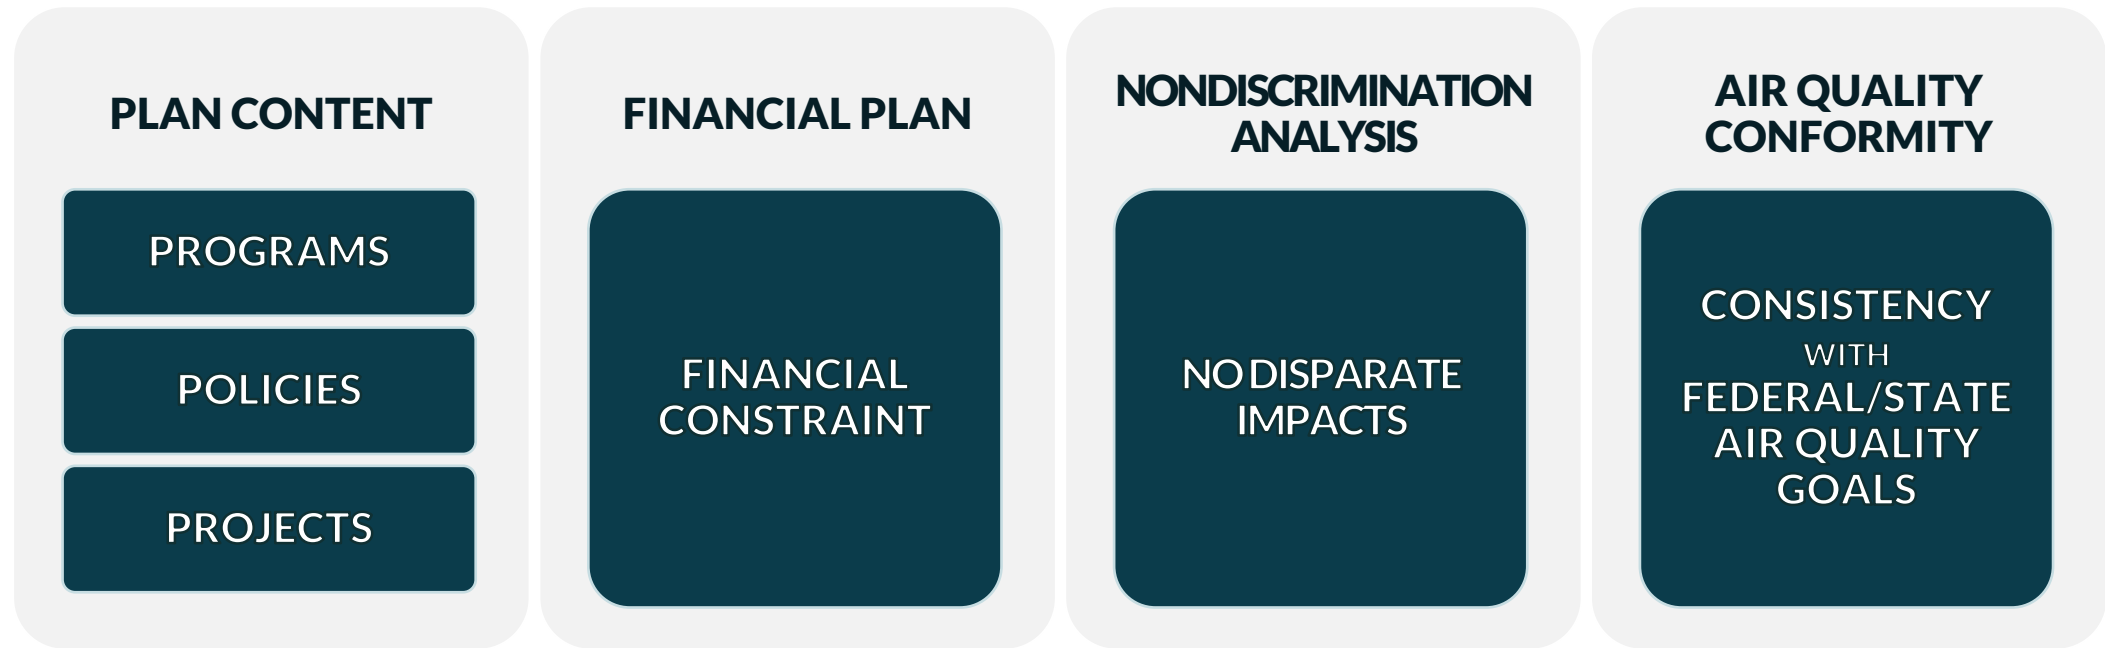 PLAN CONTENT
PROGRAMS
POLICIES
PROJECTS
FINANCIAL PLAN
FINANCIAL
CONSTRAINT
NONDISCRIMINATION
ANALYSIS
NO DISPARATE
IMPACTS
AIR QUALITY
CONFORMITY
CONSISTENCY
WITH
FEDERAL/STATE
AIR QUALITY
GOALS